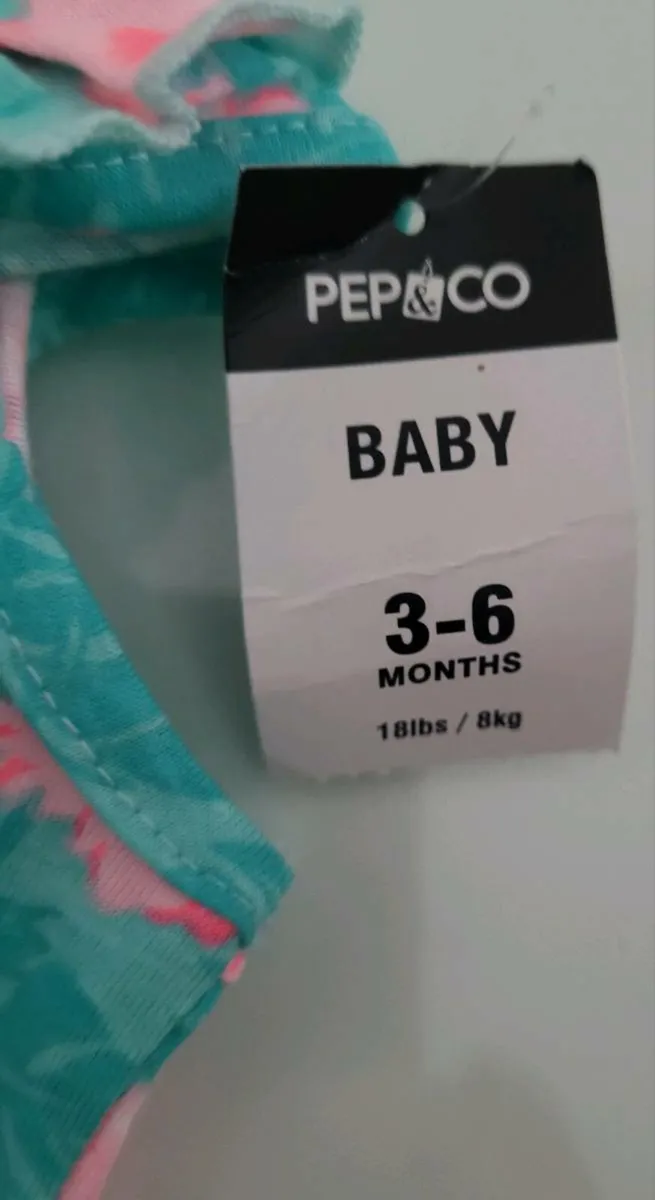 PEP&CO
BABY
3-6
MONTHS
18lbs / 8kg